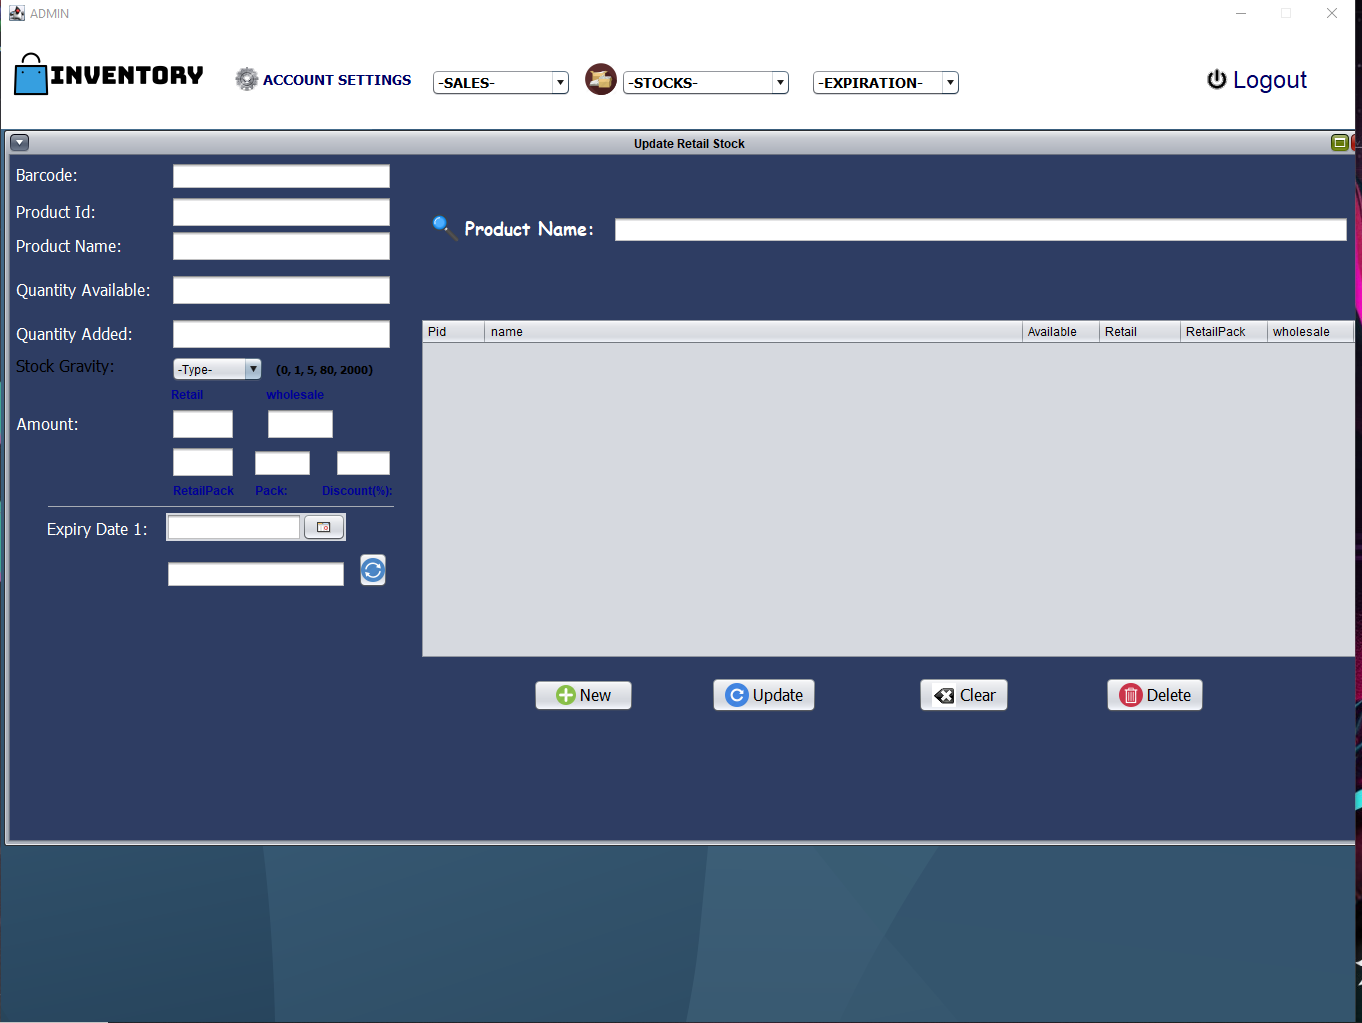 ADMIN
INVENTORY
ACCOUNT SETTINGS
-SALES-
-STOCKS-
-EXPIRATION-
Logout
Update Retail Stock
Barcode:
Product Id:
Product Name:
Quantity Available:
Quantity Added:
Stock Gravity:
-Type-
(0, 1, 5, 80, 2000)
Retail wholesale
Amount:
RetailPack Pack: Discount(%):
Expiry Date 1:
Product Name:
Pid name Available Retail RetailPack wholesale
New Update Clear Delete